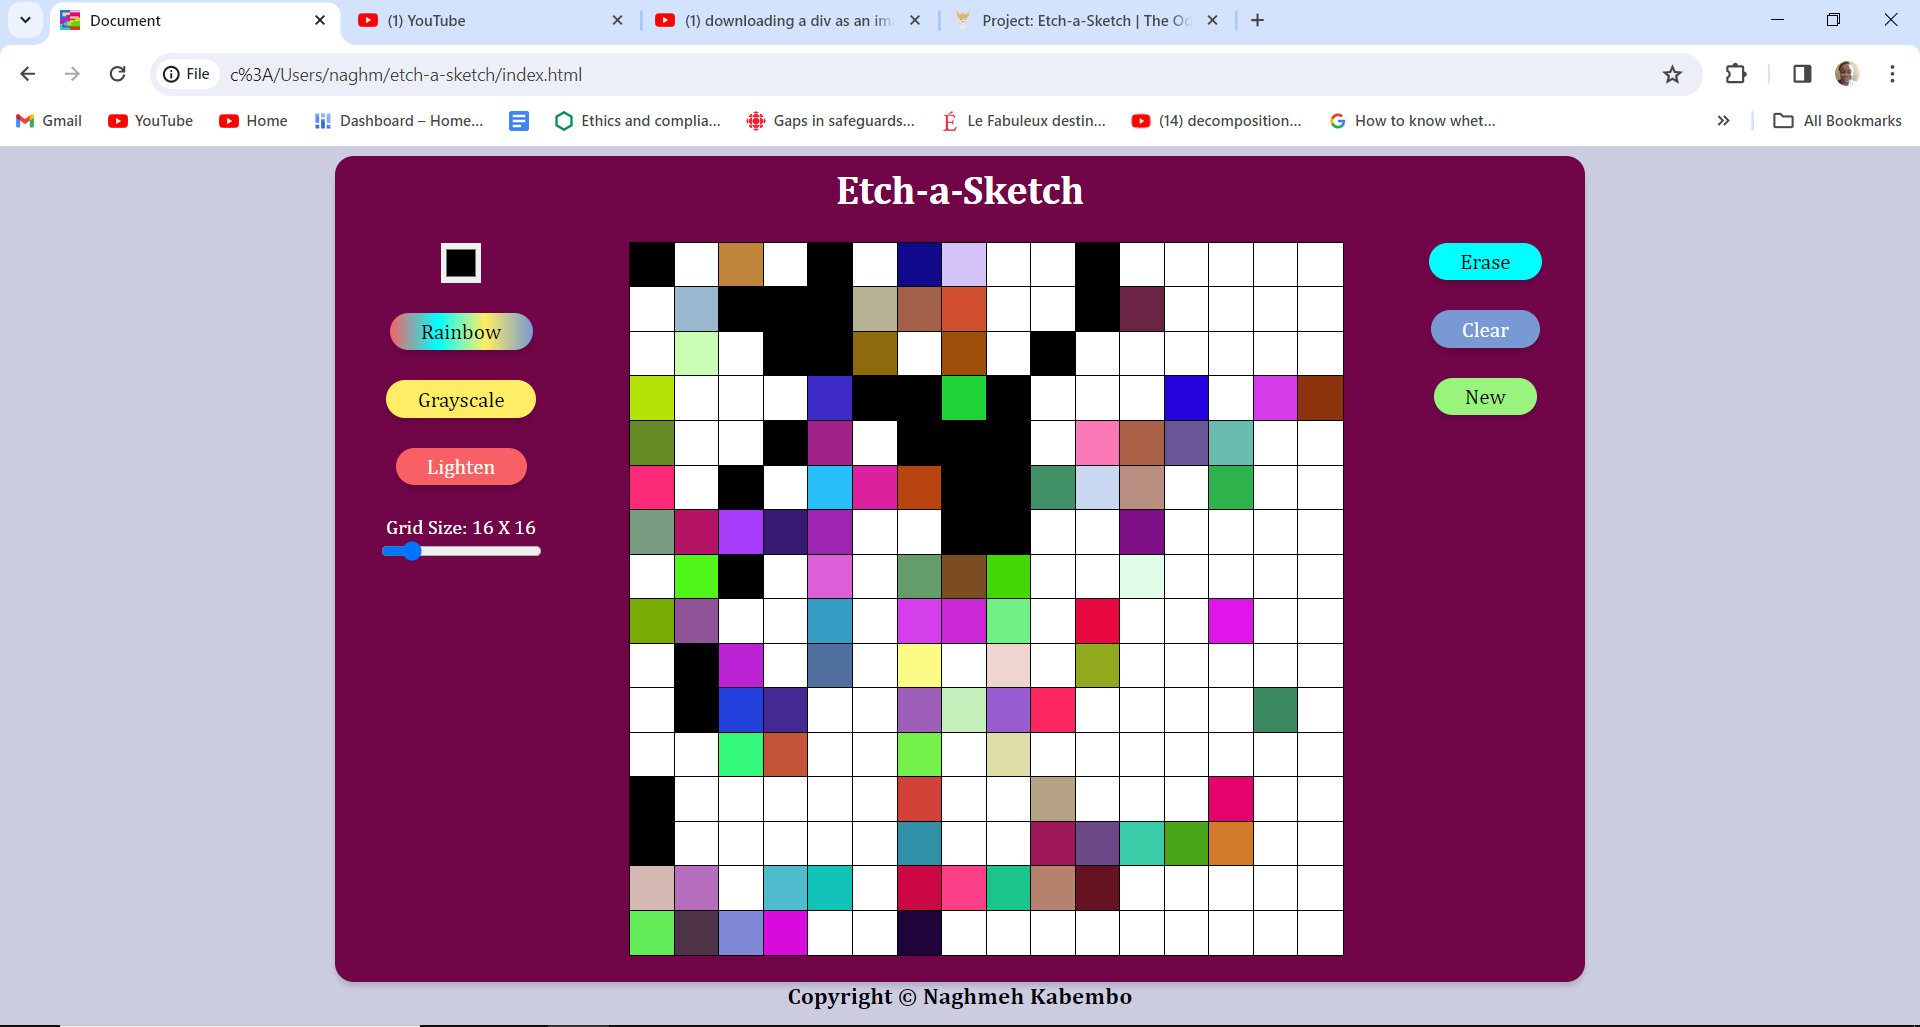 Document
(1) YouTube
(1) downloading a div as an im
Project: Etch-a-Sketch | The Od
File
c%3A/Users/naghm/etch-a-sketch/index.html
Gmail
YouTube
Home
Dashboard – Home...
Ethics and complia...
Gaps in safeguards...
Le Fabuleux destin...
(14) decomposition...
How to know whet...
All Bookmarks
Etch-a-Sketch
Rainbow
Grayscale
Lighten
Grid Size: 16 X 16
Erase
Clear
New
Copyright © Naghmeh Kabembo